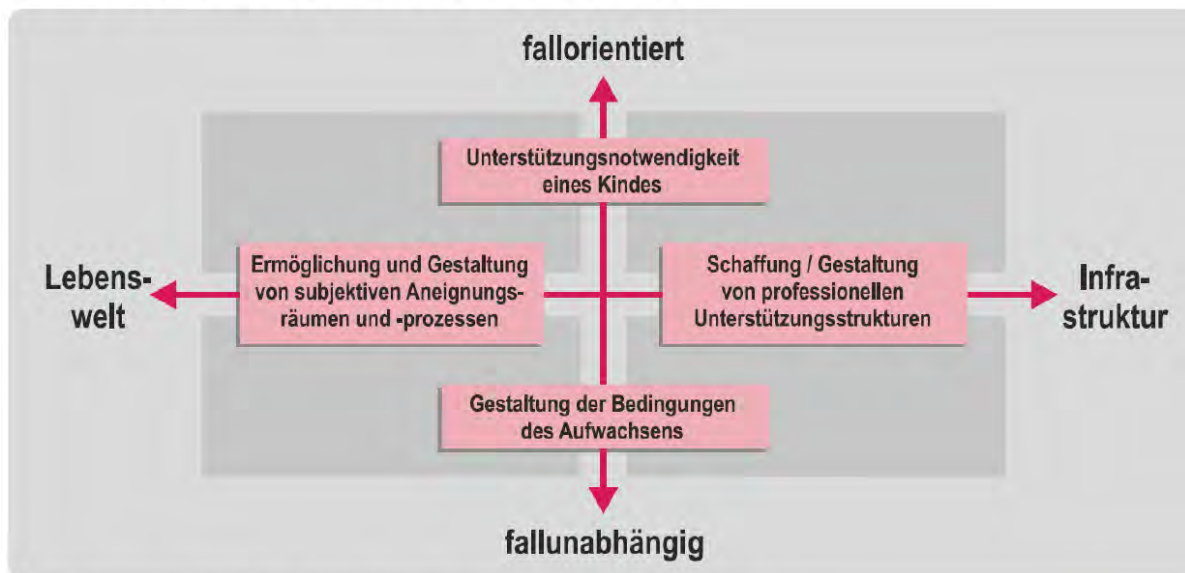 fallorientiert
Unterstützungsnotwendigkeit
eines Kindes
Lebens-
welt
Ermöglichung und Gestaltung
von subjektiven Aneignungs-
räumen und -prozessen
Schaffung / Gestaltung
von professionellen
Unterstützungsstrukturen
Infra-
struktur
Gestaltung der Bedingungen
des Aufwachsens
fallunabhängig